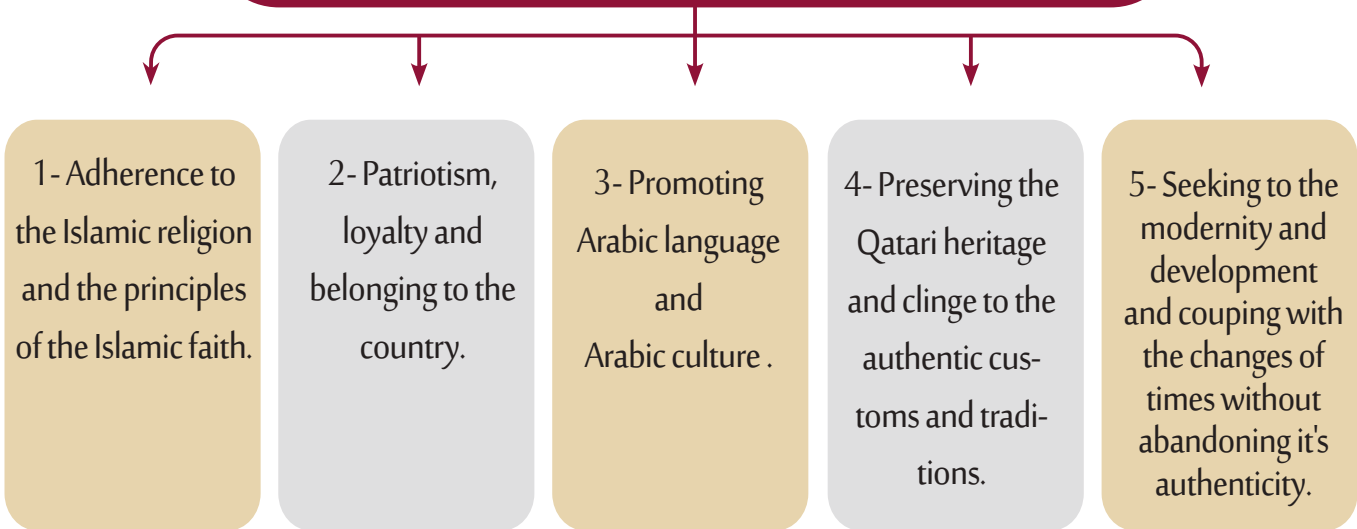 1- Adherence to
the Islamic religion
and the principles
of the Islamic faith.
2- Patriotism,
loyalty and
belonging to the
country.
3- Promoting
Arabic language
and
Arabic culture .
4- Preserving the
Qatari heritage
and clinge to the
authentic cus-
toms and tradi-
tions.
5- Seeking to the
modernity and
development
and couping with
the changes of
times without
abandoning it's
authenticity.